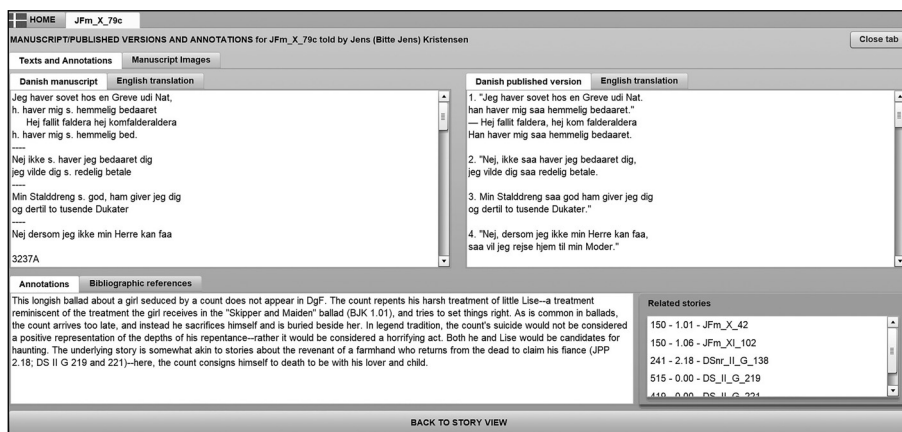 HOME JFm_X_79c
MANUSCRIPT/PUBLISHED VERSIONS AND ANNOTATIONS for JFm_X_79c told by Jens (Bitte Jens) Kristensen
Close tab
Texts and Annotations Manuscript Images
Danish manuscript English translation
Jeg haver sovet hos en Greve udi Nat,
h. haver mig s. hemmelig bedaaret
Hej fallit faldera hej komfalderaldera
h. haver mig s. hemmelig bed.
----
Nej ikke s. haver jeg bedaaret dig
jeg vilde dig s. redelig betale
----
Min Stalddreng s. god, ham giver jeg dig
og dertil to tusende Dukater
----
Nej dersom jeg ikke min Herre kan faa
3237A
Danish published version English translation
1. "Jeg haver sovet hos en Greve udi Nat.
han haver mig saa hemmelig bedaaret."
— Hej fallit faldera, hej kom falderaldera
Han haver mig saa hemmelig bedaaret.
2. "Nej, ikke saa haver jeg bedaaret dig,
jeg vilde dig saa redelig betale.
3. Min Stalddreng saa god ham giver jeg dig
og dertil to tusende Dukater."
4. "Nej, dersom jeg ikke min Herre kan faa,
saa vil jeg rejse hjem til min Moder."
Annotations Bibliographic references
This longish ballad about a girl seduced by a count does not appear in DgF. The count repents his harsh treatment of little Lise--a treatment
reminiscent of the treatment the girl receives in the "Skipper and Maiden" ballad (BJK 1.01), and tries to set things right. As is common in ballads,
the count arrives too late, and instead he sacrifices himself and is buried beside her. In legend tradition, the count's suicide would not be considered
a positive representation of the depths of his repentance--rather it would be considered a horrifying act. Both he and Lise would be candidates for
haunting. The underlying story is somewhat akin to stories about the revenant of a farmhand who returns from the dead to claim his fiance (JPP
2.18; DS II G 219 and 221)--here, the count consigns himself to death to be with his lover and child.
Related stories
150 - 1.01 - JFm_X_42
150 - 1.06 - JFm_XI_102
241 - 2.18 - DSnr_II_G_138
515 - 0.00 - DS_II_G_219
419 - 0.00 - DS_II_G_221
BACK TO STORY VIEW